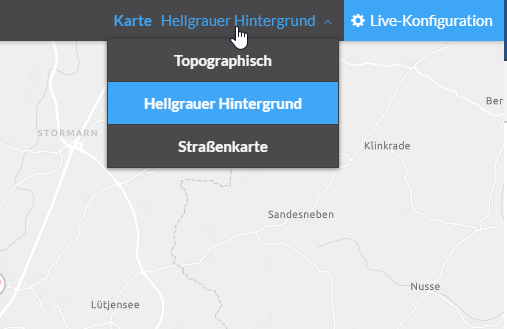 Karte Hellgrauer Hintergrund
Live-Konfiguration
Topographisch
Hellgrauer Hintergrund
Straßenkarte
Ber
STORMARN
Klinkrade
Sandesneben
Nusse
Lütjensee